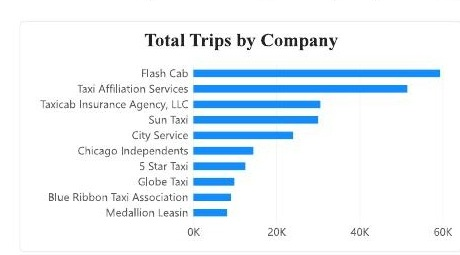 Total Trips by Company
Flash Cab
Taxi Affiliation Services
Taxicab Insurance Agency, LLC
Sun Taxi
City Service
Chicago Independents
5 Star Taxi
Globe Taxi
Blue Ribbon Taxi Association
Medallion Leasin
0K 20K 40K 60K